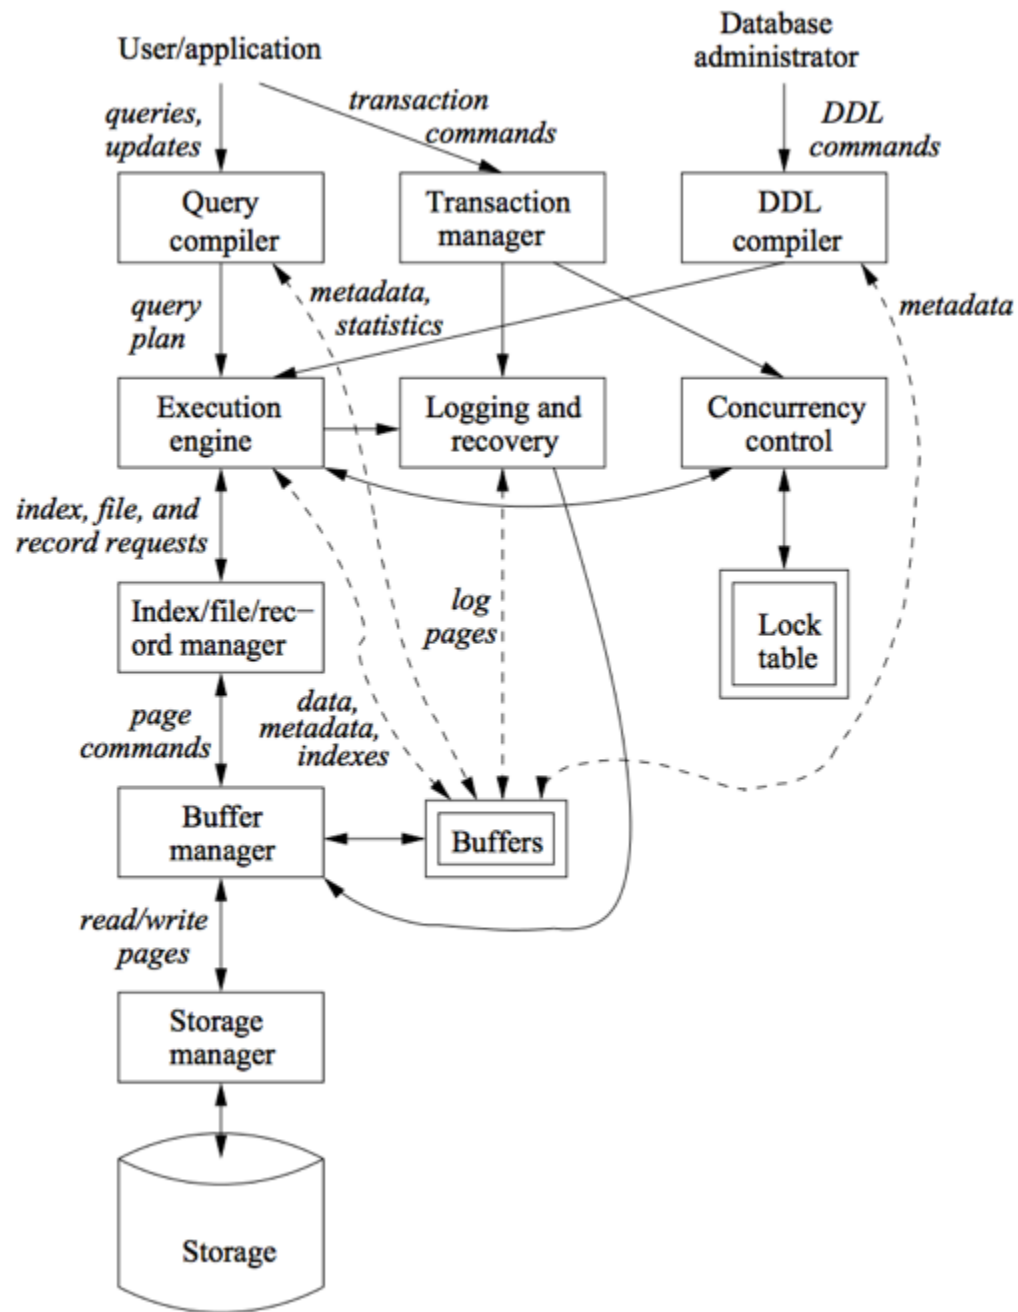 User/application
Database
administrator
queries,
updates
transaction
commands
DDL
commands
Query
compiler
Transaction
manager
DDL
compiler
query
plan
metadata,
statistics
metadata
Execution
engine
Logging and
recovery
Concurrency
control
index, file, and
record requests
Index/file/rec−
ord manager
log
pages
Lock
table
page
commands
data,
metadata,
indexes
Buffer
manager
Buffers
read/write
pages
Storage
manager
Storage